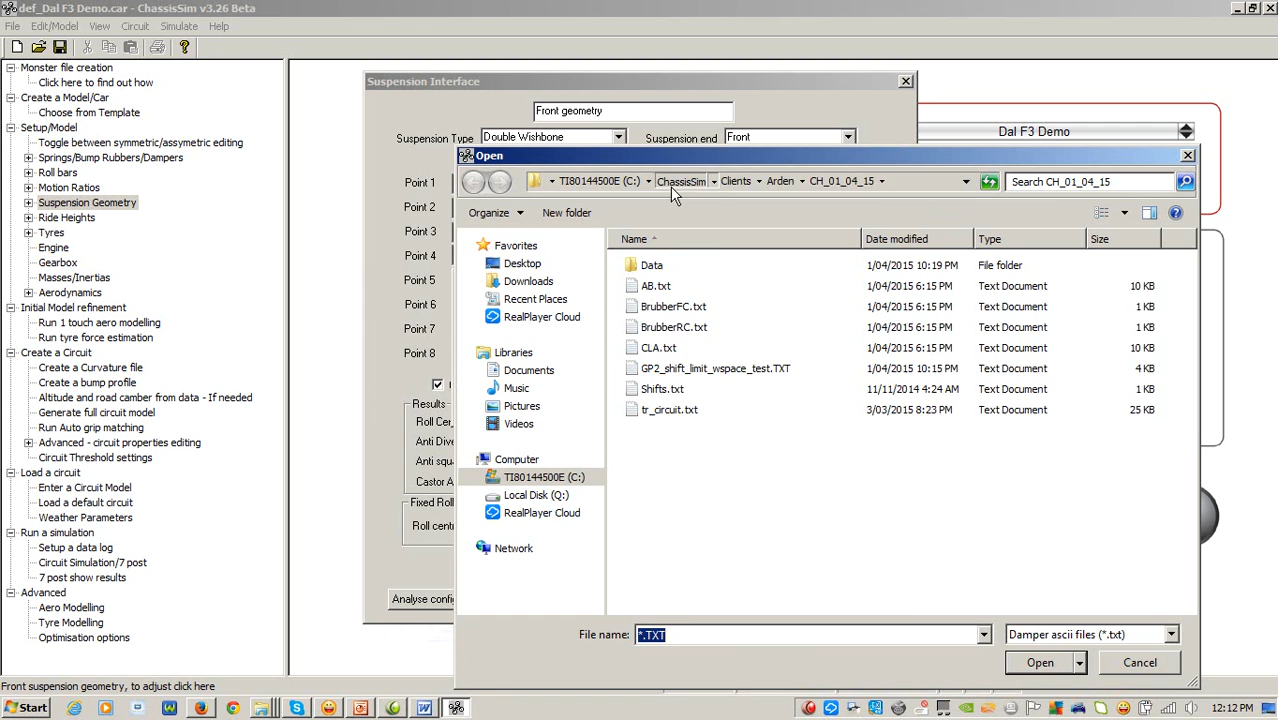 def_Dal F3 Demo.car - ChassisSim v3.26 Beta
File Edit/Model View Circuit Simulate Help
Monster file creation
Click here to find out how
Create a Model/Car
Choose from Template
Setup/Model
Toggle between symmetric/assymetric editing
Springs/Bump Rubbers/Dampers
Roll bars
Motion Ratios
Suspension Geometry
Ride Heights
Tyres
Engine
Gearbox
Masses/Inertias
Aerodynamics
Initial Model refinement
Run 1 touch aero modelling
Run tyre force estimation
Create a Circuit
Create a Curvature file
Create a bump profile
Altitude and road camber from data - If needed
Generate full circuit model
Run Auto grip matching
Advanced - circuit properties editing
Circuit Threshold settings
Load a circuit
Enter a Circuit Model
Load a default circuit
Weather Parameters
Run a simulation
Setup a data log
Circuit Simulation/7 post
7 post show results
Advanced
Aero Modelling
Tyre Modelling
Optimisation options
Suspension Interface
Front geometry
Suspension Type Double Wishbone Suspension end Front
Point 1
Point 2
Point 3
Point 4
Point 5
Point 6
Point 7
Point 8
Results
Roll Cer
Anti Dive
Anti squa
Castor A
Fixed Roll
Roll centr
Analyse config
Dal F3 Demo
Open
TI80144500E (C:) ChassisSim Clients Arden CH_01_04_15
Search CH_01_04_15
Organize New folder
Favorites
Desktop
Downloads
Recent Places
RealPlayer Cloud
Libraries
Documents
Music
Pictures
Videos
Computer
TI80144500E (C:)
Local Disk (Q:)
RealPlayer Cloud
Network
Name Date modified Type Size
Data 1/04/2015 10:19 PM File folder
AB.txt 1/04/2015 6:15 PM Text Document 10 KB
BrubberFC.txt 1/04/2015 6:15 PM Text Document 1 KB
BrubberRC.txt 1/04/2015 6:15 PM Text Document 1 KB
CLA.txt 1/04/2015 6:15 PM Text Document 10 KB
GP2_shift_limit_wspace_test.TXT 1/04/2015 10:15 PM Text Document 4 KB
Shifts.txt 11/11/2014 4:24 AM Text Document 1 KB
tr_circuit.txt 3/03/2015 8:23 PM Text Document 25 KB
File name: *.TXT Damper ascii files (*.txt)
Open Cancel
Front suspension geometry, to adjust click here
Start 12:12 PM